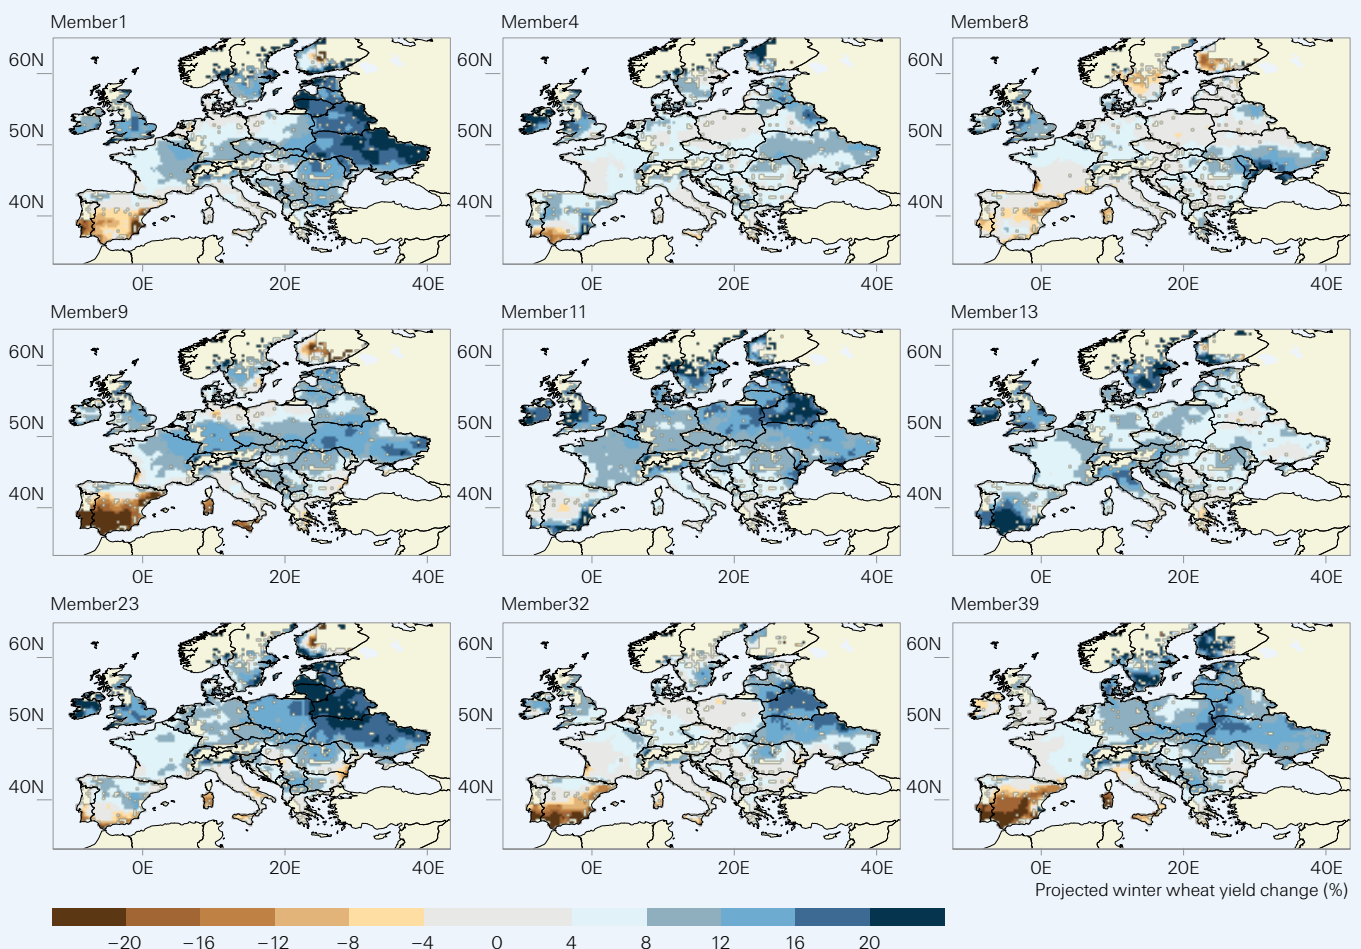 Member1 Member4 Member8
60N 60N 60N
50N 50N 50N
40N 40N 40N
0E 20E 40E 0E 20E 40E 0E 20E 40E
Member9 Member11 Member13
60N 60N 60N
50N 50N 50N
40N 40N 40N
0E 20E 40E 0E 20E 40E 0E 20E 40E
Member23 Member32 Member39
60N 60N 60N
50N 50N 50N
40N 40N 40N
0E 20E 40E 0E 20E 40E 0E 20E 40E
Projected winter wheat yield change (%)
−20 −16 −12 −8 −4 0 4 8 12 16 20